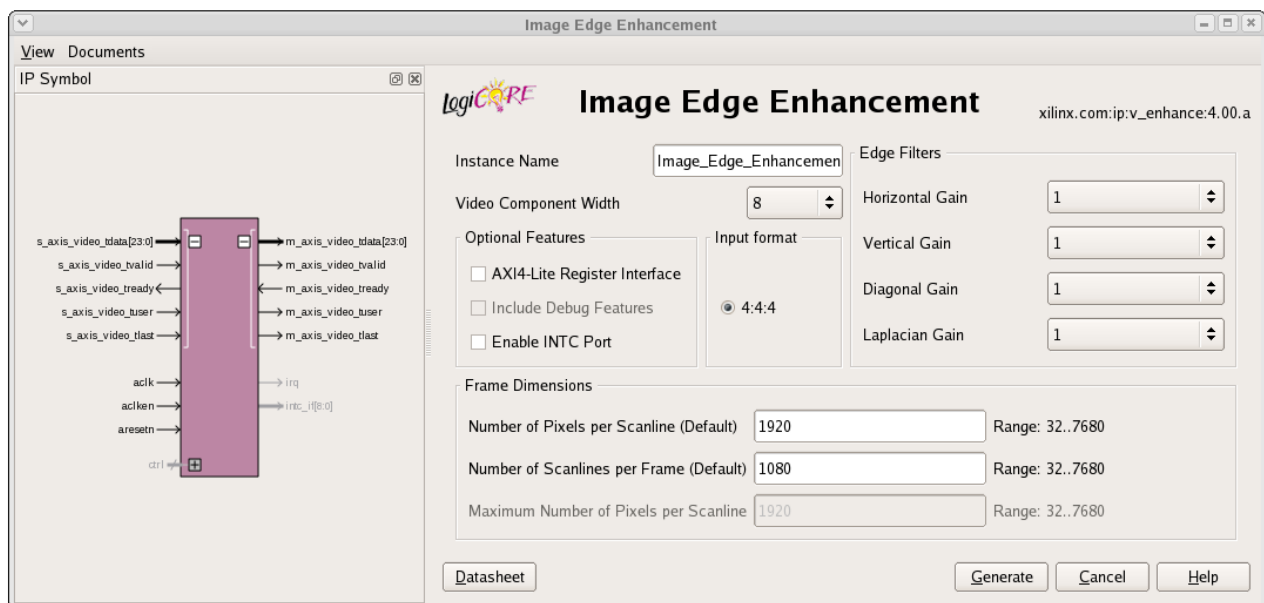 Image Edge Enhancement
View Documents
IP Symbol
s_axis_video_tdata[23:0]
s_axis_video_tvalid
s_axis_video_tready
s_axis_video_tuser
s_axis_video_tlast
aclk
aclken
aresetn
ctrl
m_axis_video_tdata[23:0]
m_axis_video_tvalid
m_axis_video_tready
m_axis_video_tuser
m_axis_video_tlast
irq
intc_if[8:0]
LogiCORE
Image Edge Enhancement
xilinx.com:ip:v_enhance:4.00.a
Instance Name Image_Edge_Enhancemen
Video Component Width 8
Optional Features
AXI4-Lite Register Interface
Include Debug Features
Enable INTC Port
Input format
4:4:4
Edge Filters
Horizontal Gain 1
Vertical Gain 1
Diagonal Gain 1
Laplacian Gain 1
Frame Dimensions
Number of Pixels per Scanline (Default) 1920 Range: 32..7680
Number of Scanlines per Frame (Default) 1080 Range: 32..7680
Maximum Number of Pixels per Scanline 1920 Range: 32..7680
Datasheet Generate Cancel Help